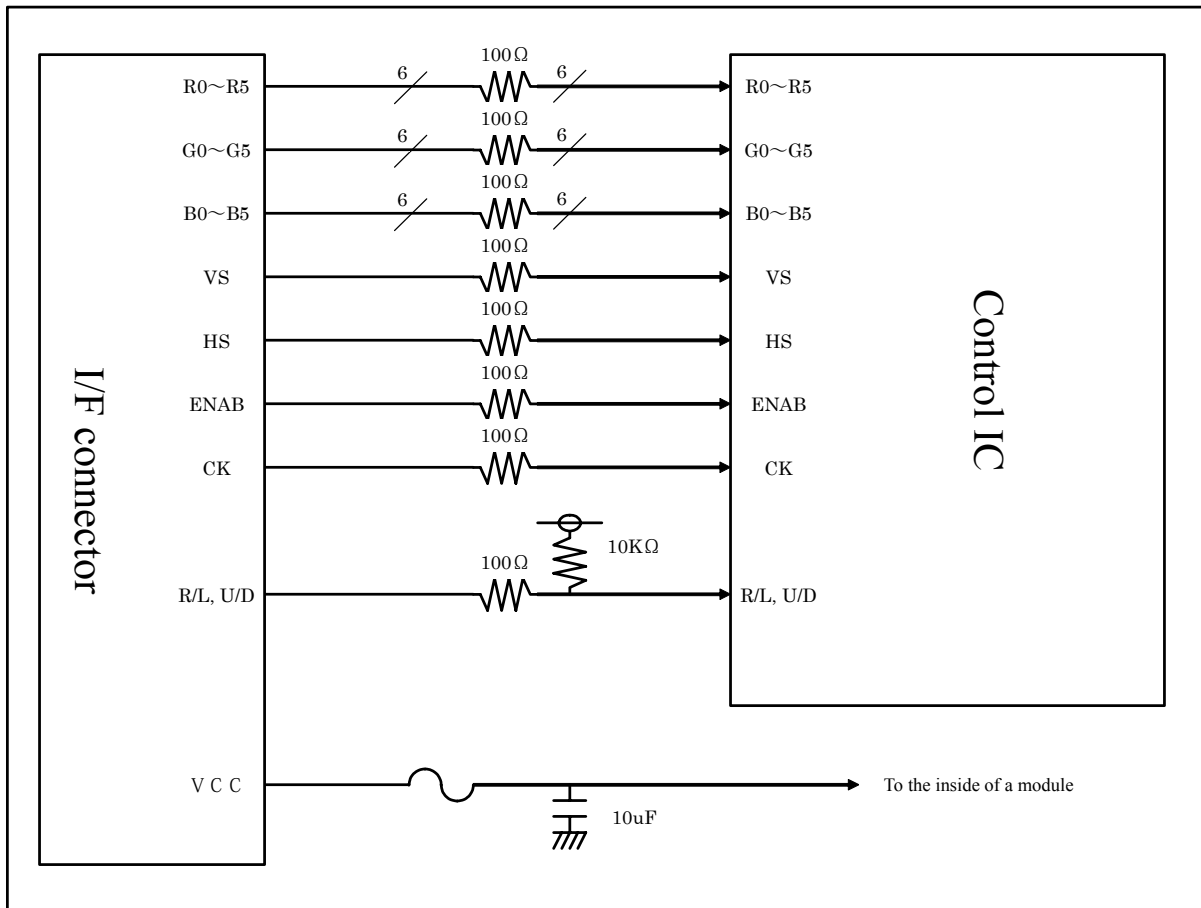 100Ω
R0～R5 6 6 R0～R5
100Ω
G0～G5 6 6 G0～G5
100Ω
B0～B5 6 6 B0～B5
100Ω
VS VS
100Ω
HS HS
100Ω
ENAB ENAB
100Ω
CK CK
I/F connector
Control IC
10KΩ
100Ω
R/L, U/D R/L, U/D
ＶＣＣ To the inside of a module
10uF